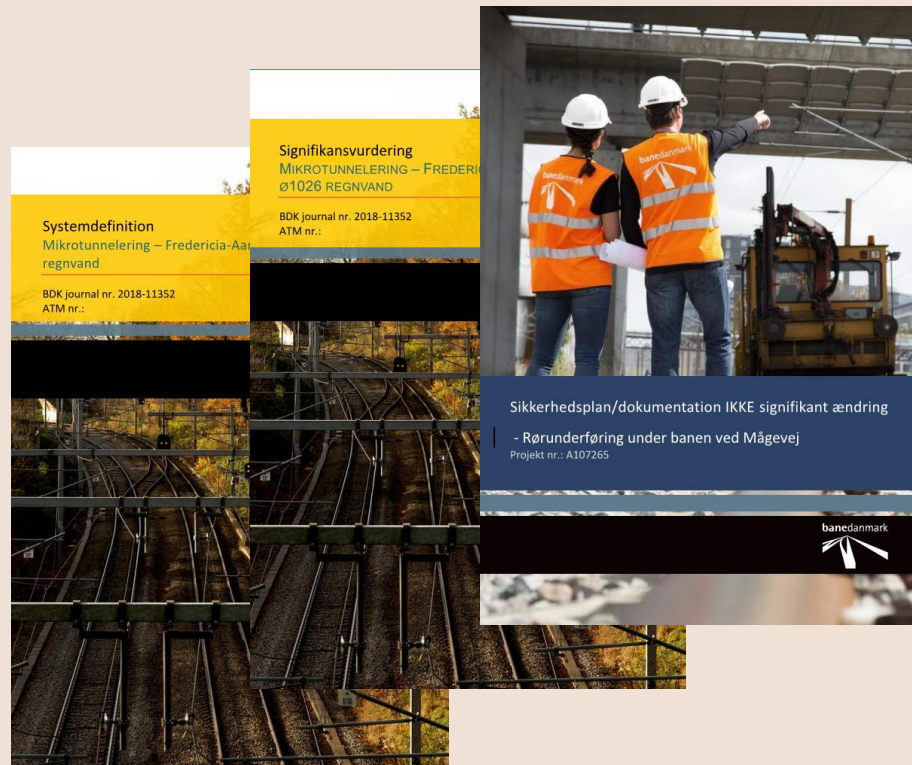 Systemdefinition
Mikrotunnelering – Fredericia-Aar
regnvand
BDK journal nr. 2018-11352
ATM nr.:
Signifikansvurdering
MIKROTUNNELERING – FREDERIC
Ø1026 REGNVAND
BDK journal nr. 2018-11352
ATM nr.:
banedanmark
banedanmark
Sikkerhedsplan/dokumentation IKKE signifikant ændring
- Rørunderføring under banen ved Mågevej
Projekt nr.: A107265
banedanmark